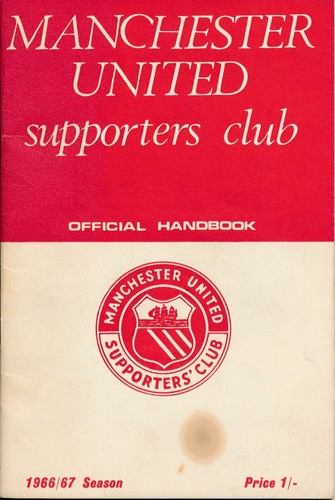 MANCHESTER
UNITED
supporters club
OFFICIAL HANDBOOK
MANCHESTER UNITED
SUPPORTERS' CLUB
1966/67 Season Price 1/-